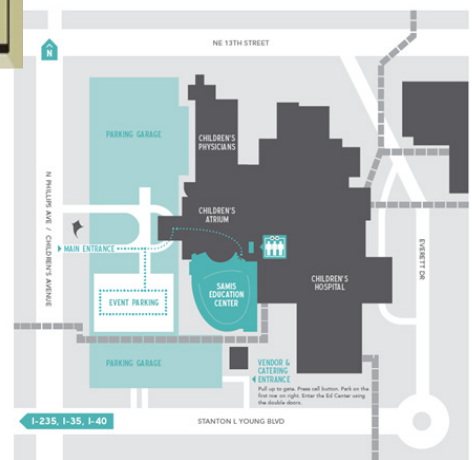 NE 13TH STREET
N
PARKING GARAGE
CHILDREN'S
PHYSICIANS
N PHILLIPS AVE / CHILDREN'S AVENUE
CHILDREN'S
ATRIUM
MAIN ENTRANCE
EVERETT DR
SAMIS
EDUCATION
CENTER
CHILDREN'S
HOSPITAL
EVENT PARKING
PARKING GARAGE
VENDOR &
CATERING
ENTRANCE
Pull up to gate. Press call button. Park on the
first row on right. Enter the Ed Center using
the double doors.
I-235, I-35, I-40
STANTON L YOUNG BLVD